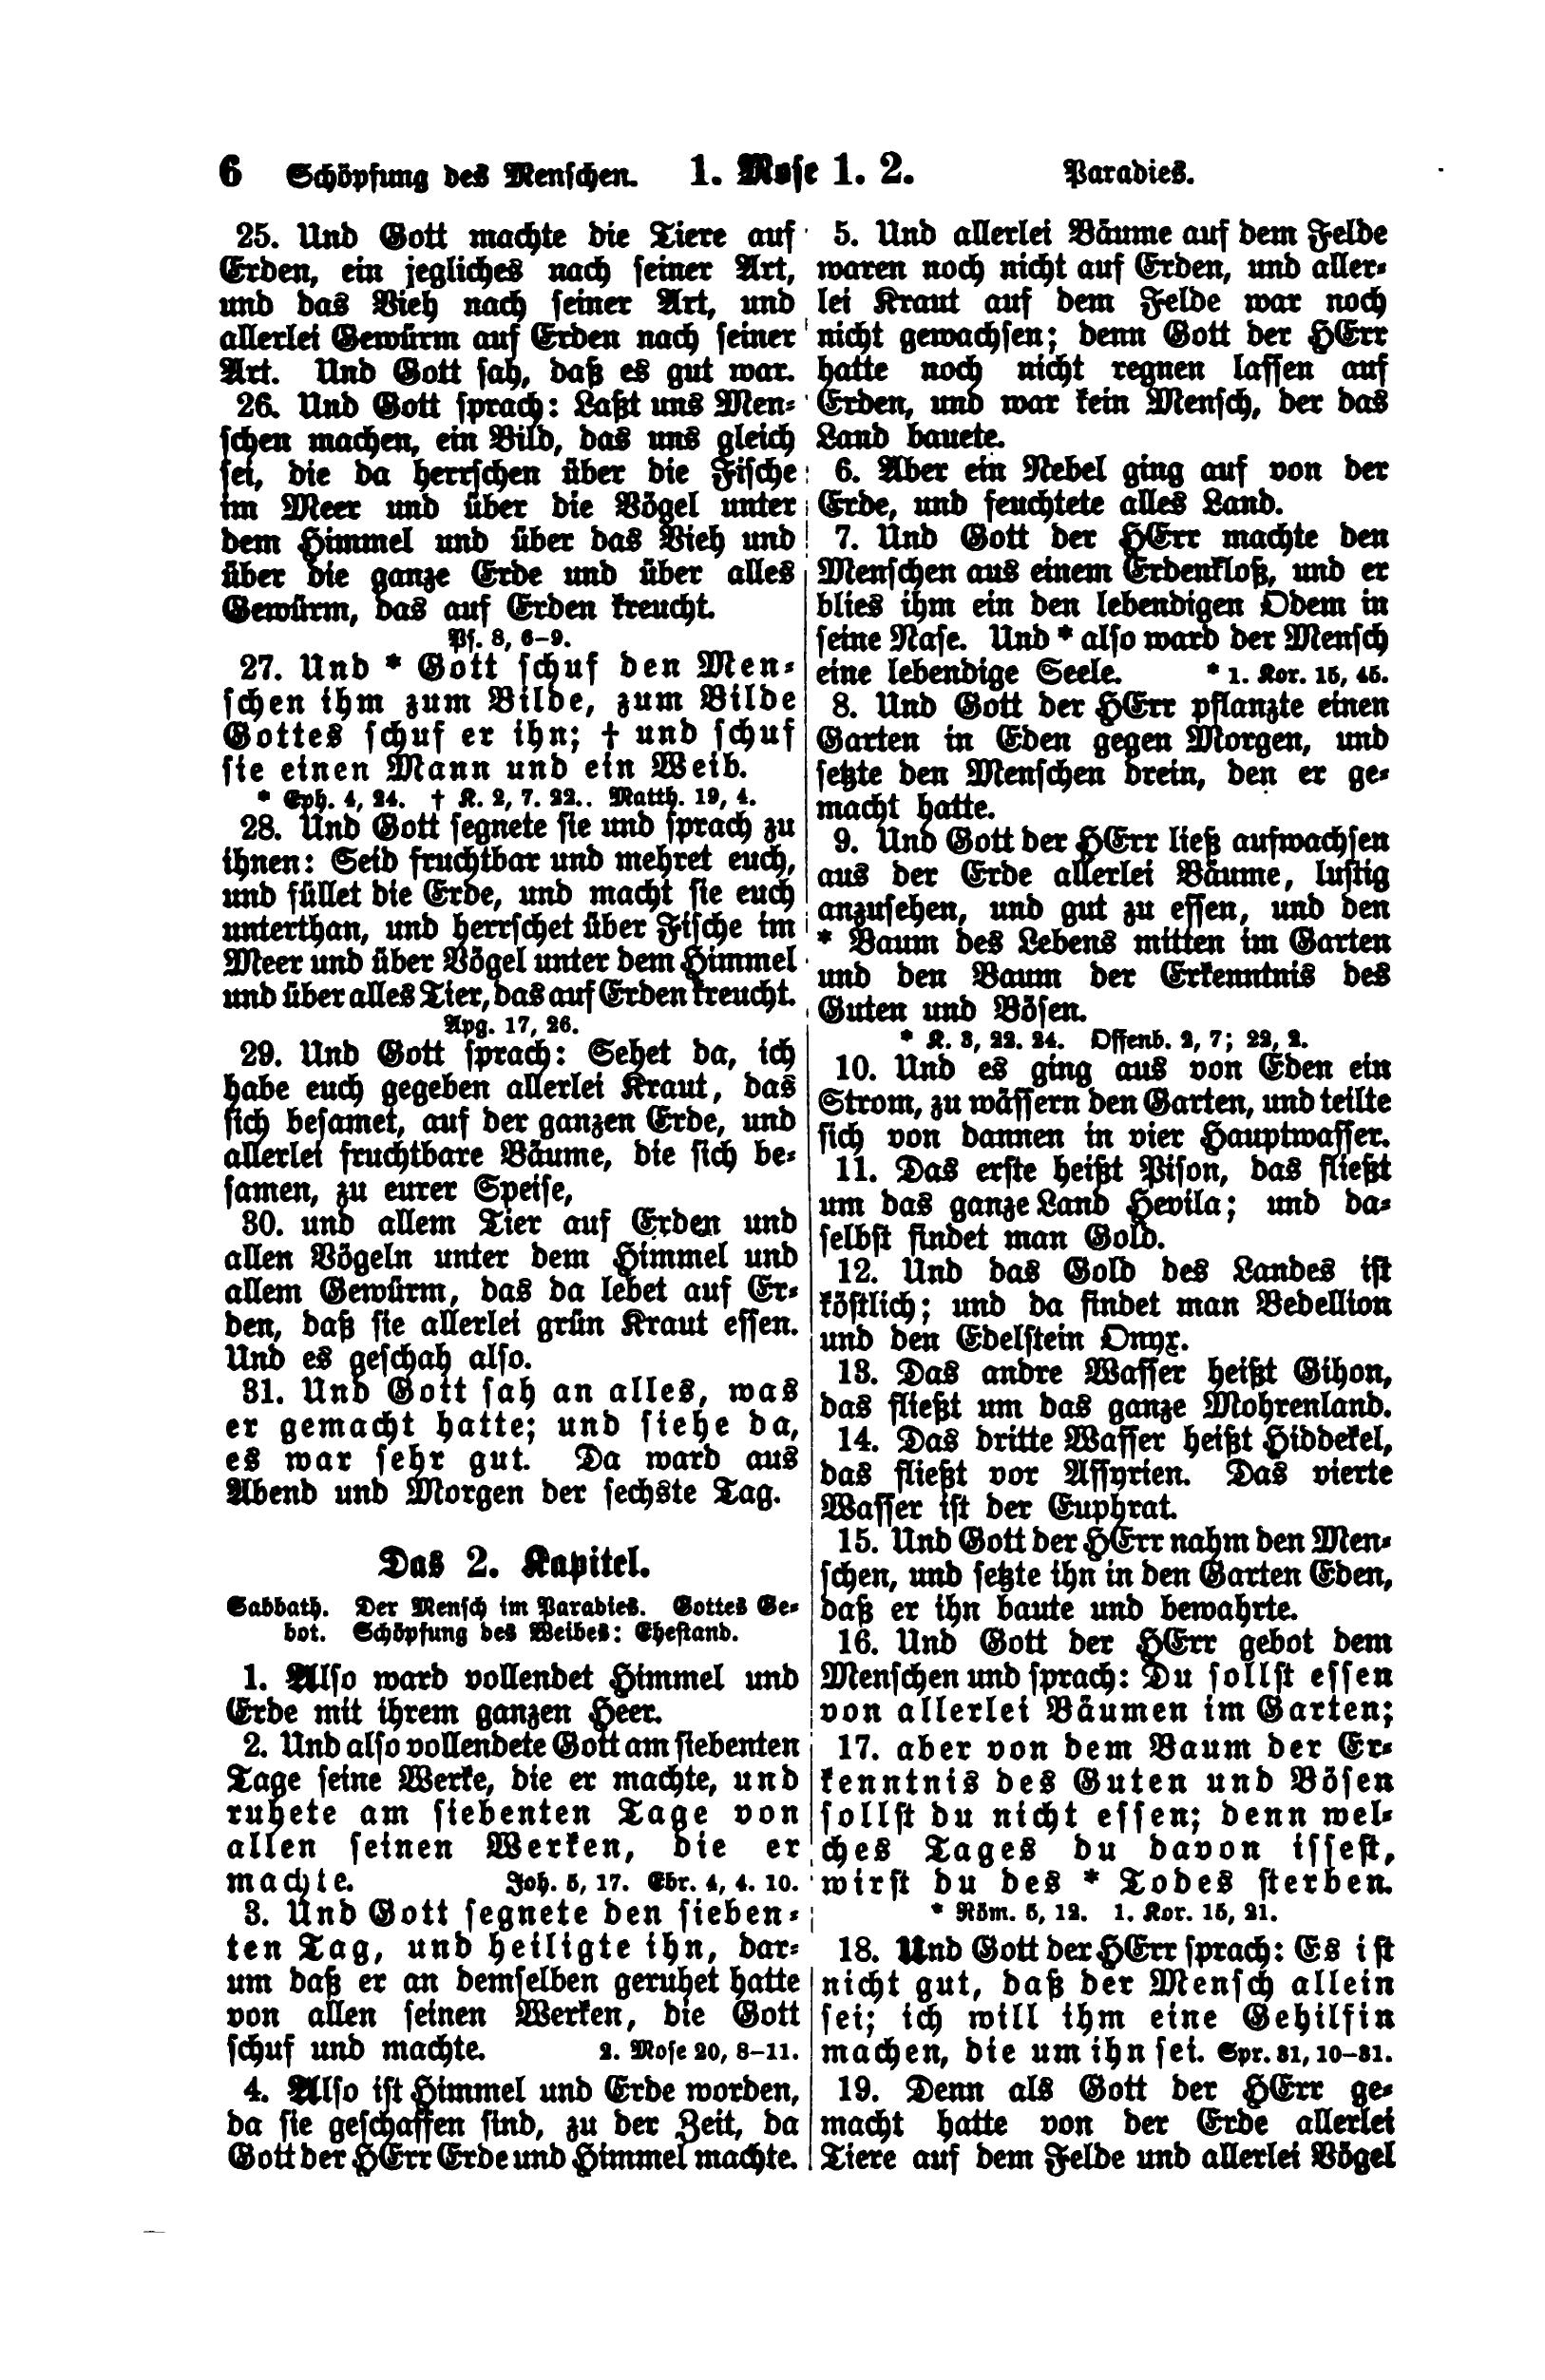 6 Schöpfung des Menschen. 1. Mose 1. 2. Paradies.
25. Und Gott machte die Tiere auf
Erden, ein jegliches nach seiner Art,
und das Vieh nach seiner Art, und
allerlei Gewürm auf Erden nach seiner
Art. Und Gott sah, daß es gut war.
26. Und Gott sprach: Laßt uns Men-
schen machen, ein Bild, das uns gleich
sei, die da herrschen über die Fische
im Meer und über die Vögel unter
dem Himmel und über das Vieh und
über die ganze Erde und über alles
Gewürm, das auf Erden kreucht.
Ps. 8, 6-9.
27. Und * Gott schuf den Men-
schen ihm zum Bilde, zum Bilde
Gottes schuf er ihn; † und schuf
sie einen Mann und ein Weib.
* Eph. 4, 24. † K. 2, 7. 22.. Matth. 19, 4.
28. Und Gott segnete sie und sprach zu
ihnen: Seid fruchtbar und mehret euch,
und füllet die Erde, und macht sie euch
unterthan, und herrschet über Fische im
Meer und über Vögel unter dem Himmel
und über alles Tier, das auf Erden kreucht.
Apg. 17, 26.
29. Und Gott sprach: Sehet da, ich
habe euch gegeben allerlei Kraut, das
sich besamet, auf der ganzen Erde, und
allerlei fruchtbare Bäume, die sich be-
samen, zu eurer Speise,
30. und allem Tier auf Erden und
allen Vögeln unter dem Himmel und
allem Gewürm, das da lebet auf Er-
den, daß sie allerlei grün Kraut essen.
Und es geschah also.
31. Und Gott sah an alles, was
er gemacht hatte; und siehe da,
es war sehr gut. Da ward aus
Abend und Morgen der sechste Tag.
Das 2. Kapitel.
Sabbath. Der Mensch im Paradies. Gottes Ge-
bot. Schöpfung des Weibes: Ehestand.
1. Also ward vollendet Himmel und
Erde mit ihrem ganzen Heer.
2. Und also vollendete Gott am siebenten
Tage seine Werke, die er machte, und
ruhete am siebenten Tage von
allen seinen Werken, die er
machte. Joh. 5, 17. Ebr. 4, 4. 10.
3. Und Gott segnete den sieben-
ten Tag, und heiligte ihn, dar-
um daß er an demselben geruhet hatte
von allen seinen Werken, die Gott
schuf und machte. 2. Mose 20, 8-11.
4. Also ist Himmel und Erde worden,
da sie geschaffen sind, zu der Zeit, da
Gott der HErr Erde und Himmel machte.
5. Und allerlei Bäume auf dem Felde
waren noch nicht auf Erden, und aller-
lei Kraut auf dem Felde war noch
nicht gewachsen; denn Gott der HErr
hatte noch nicht regnen lassen auf
Erden, und war kein Mensch, der das
Land bauete.
6. Aber ein Nebel ging auf von der
Erde, und feuchtete alles Land.
7. Und Gott der HErr machte den
Menschen aus einem Erdenkloß, und er
blies ihm ein den lebendigen Odem in
seine Nase. Und * also ward der Mensch
eine lebendige Seele. * 1. Kor. 15, 45.
8. Und Gott der HErr pflanzte einen
Garten in Eden gegen Morgen, und
setzte den Menschen drein, den er ge-
macht hatte.
9. Und Gott der HErr ließ aufwachsen
aus der Erde allerlei Bäume, lustig
anzusehen, und gut zu essen, und den
* Baum des Lebens mitten im Garten
und den Baum der Erkenntnis des
Guten und Bösen.
* K. 3, 22. 24. Offenb. 2, 7; 22, 2.
10. Und es ging aus von Eden ein
Strom, zu wässern den Garten, und teilte
sich von dannen in vier Hauptwasser.
11. Das erste heißt Pison, das fließt
um das ganze Land Hevila; und da-
selbst findet man Gold.
12. Und das Gold des Landes ist
köstlich; und da findet man Bedellion
und den Edelstein Onyx.
13. Das andre Wasser heißt Gihon,
das fließt um das ganze Mohrenland.
14. Das dritte Wasser heißt Hiddekel,
das fließt vor Assyrien. Das vierte
Wasser ist der Euphrat.
15. Und Gott der HErr nahm den Men-
schen, und setzte ihn in den Garten Eden,
daß er ihn baute und bewahrte.
16. Und Gott der HErr gebot dem
Menschen und sprach: Du sollst essen
von allerlei Bäumen im Garten;
17. aber von dem Baum der Er-
kenntnis des Guten und Bösen
sollst du nicht essen; denn wel-
ches Tages du davon issest,
wirst du des * Todes sterben.
* Röm. 5, 12. 1. Kor. 15, 21.
18. Und Gott der HErr sprach: Es ist
nicht gut, daß der Mensch allein
sei; ich will ihm eine Gehilfin
machen, die um ihn sei. Spr. 31, 10-31.
19. Denn als Gott der HErr ge-
macht hatte von der Erde allerlei
Tiere auf dem Felde und allerlei Vögel